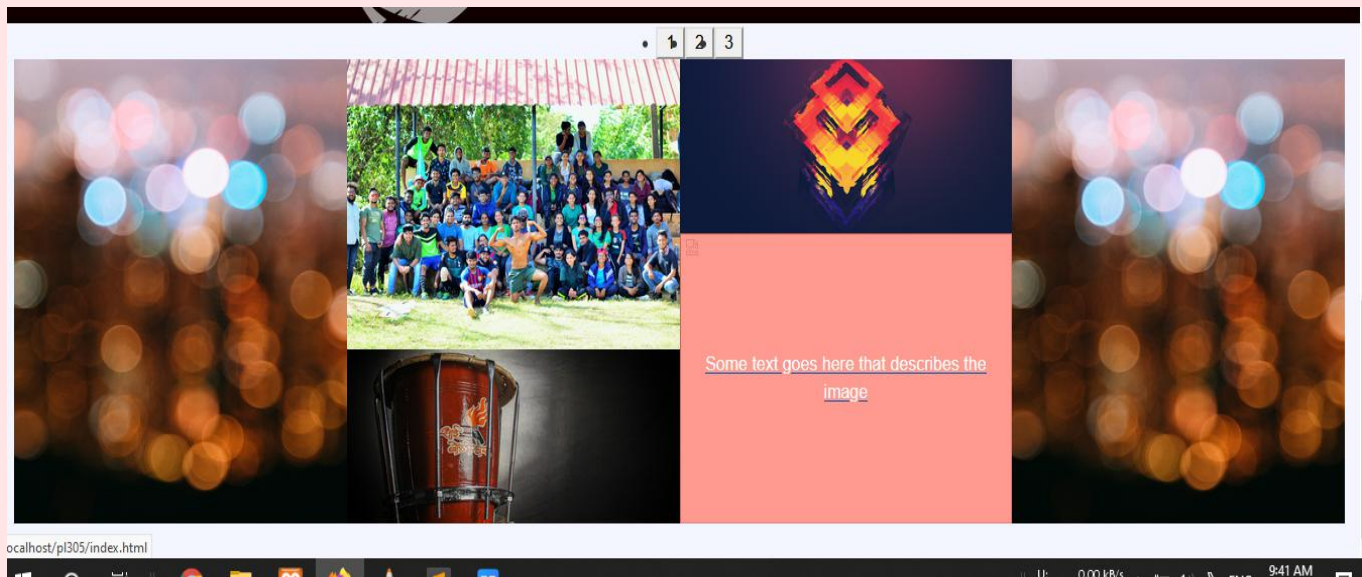 1 2 3
Some text goes here that describes the
image
ocalhost/pl305/index.html
0.00 kB/s
ENG
9:41 AM